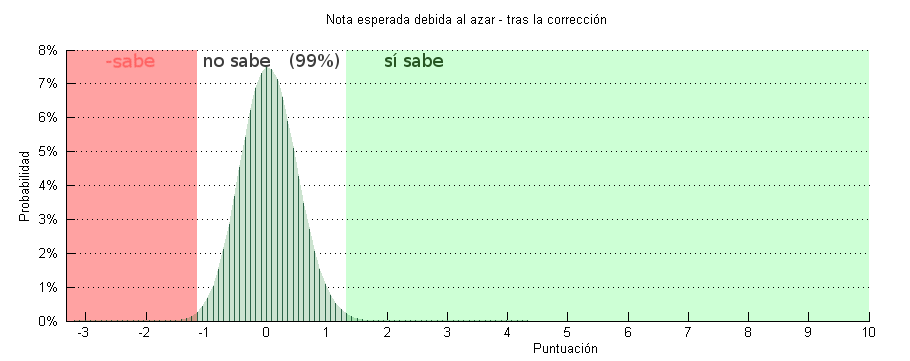 Nota esperada debida al azar - tras la corrección
8%
-sabe no sabe (99%) sí sabe
7%
6%
5%
4%
3%
2%
1%
0%
Probabilidad
-3 -2 -1 0 1 2 3 4 5 6 7 8 9 10
Puntuación